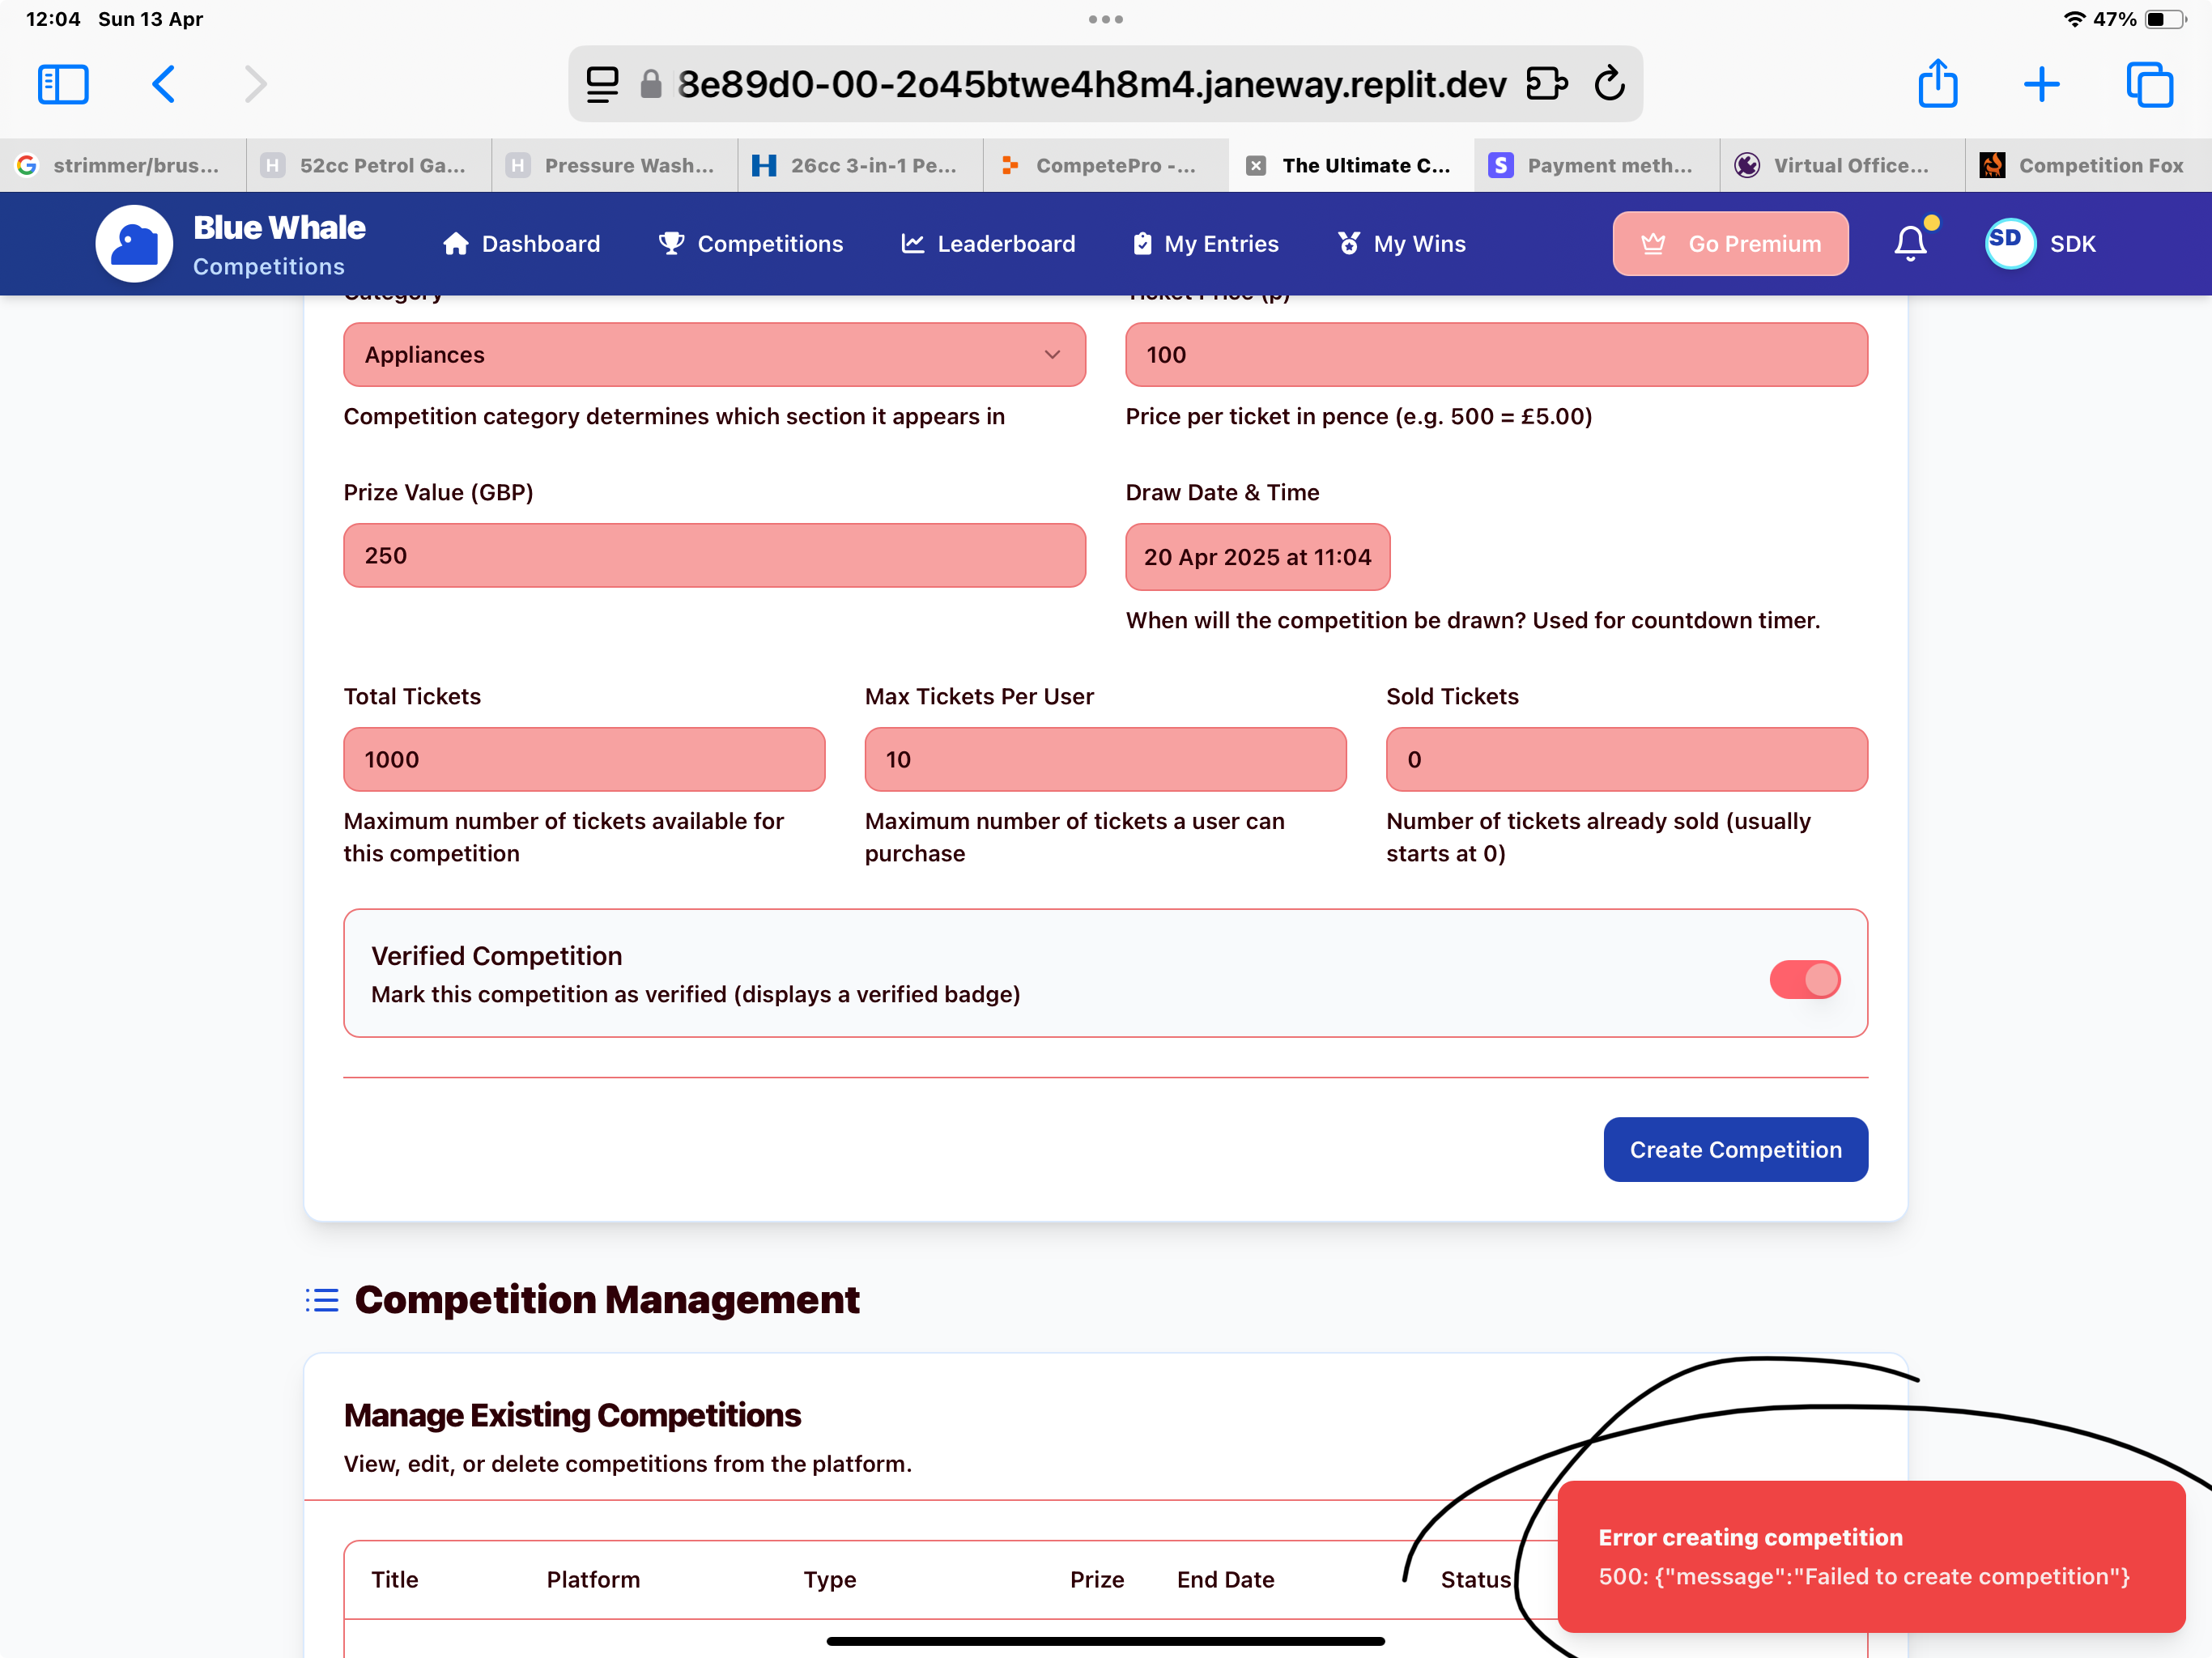 12:04 Sun 13 Apr
47%
8e89d0-00-2o45btwe4h8m4.janeway.replit.dev
strimmer/brus...
52cc Petrol Ga...
Pressure Wash...
26cc 3-in-1 Pe...
CompetePro -...
The Ultimate C...
Payment meth...
Virtual Office...
Competition Fox
Blue Whale
Competitions
Dashboard
Competitions
Leaderboard
My Entries
My Wins
Go Premium
SD
SDK
Category
Ticket Price (p)
Appliances
100
Competition category determines which section it appears in
Price per ticket in pence (e.g. 500 = £5.00)
Prize Value (GBP)
Draw Date & Time
250
20 Apr 2025 at 11:04
When will the competition be drawn? Used for countdown timer.
Total Tickets
Max Tickets Per User
Sold Tickets
1000
10
0
Maximum number of tickets available for
this competition
Maximum number of tickets a user can
purchase
Number of tickets already sold (usually
starts at 0)
Verified Competition
Mark this competition as verified (displays a verified badge)
Create Competition
Competition Management
Manage Existing Competitions
View, edit, or delete competitions from the platform.
Title
Platform
Type
Prize
End Date
Status
Error creating competition
500: {"message":"Failed to create competition"}